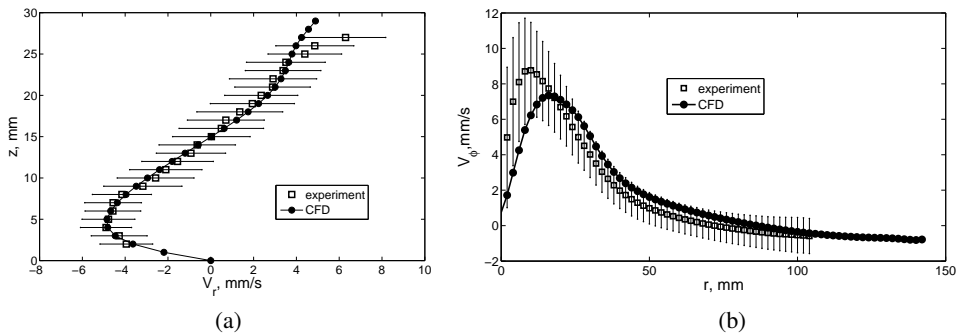 30
25
20
15
10
5
0
z, mm
−8 −6 −4 −2 0 2 4 6 8 10
V_r, mm/s
experiment
CFD
(a)
12
10
8
6
4
2
0
−2
V_ϕ,mm/s
0 50 100 150
r, mm
experiment
CFD
(b)